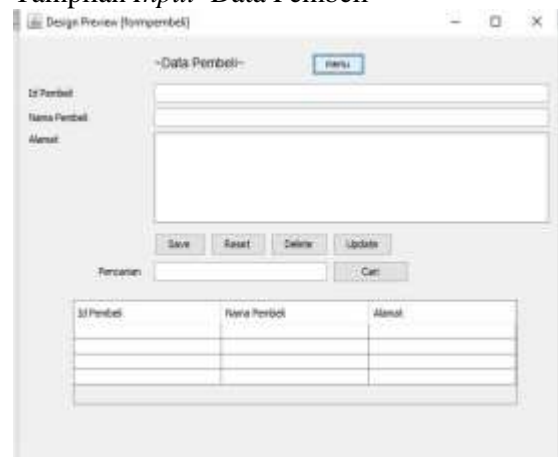 Tampilan Input Data Pembeli
Design Preview [formpembeli]
~Data Pembeli~ menu
Id Pembeli
Nama Pembeli
Alamat
Save Reset Delete Update
Pencarian Cari
Id Pembeli Nama Pembeli Alamat